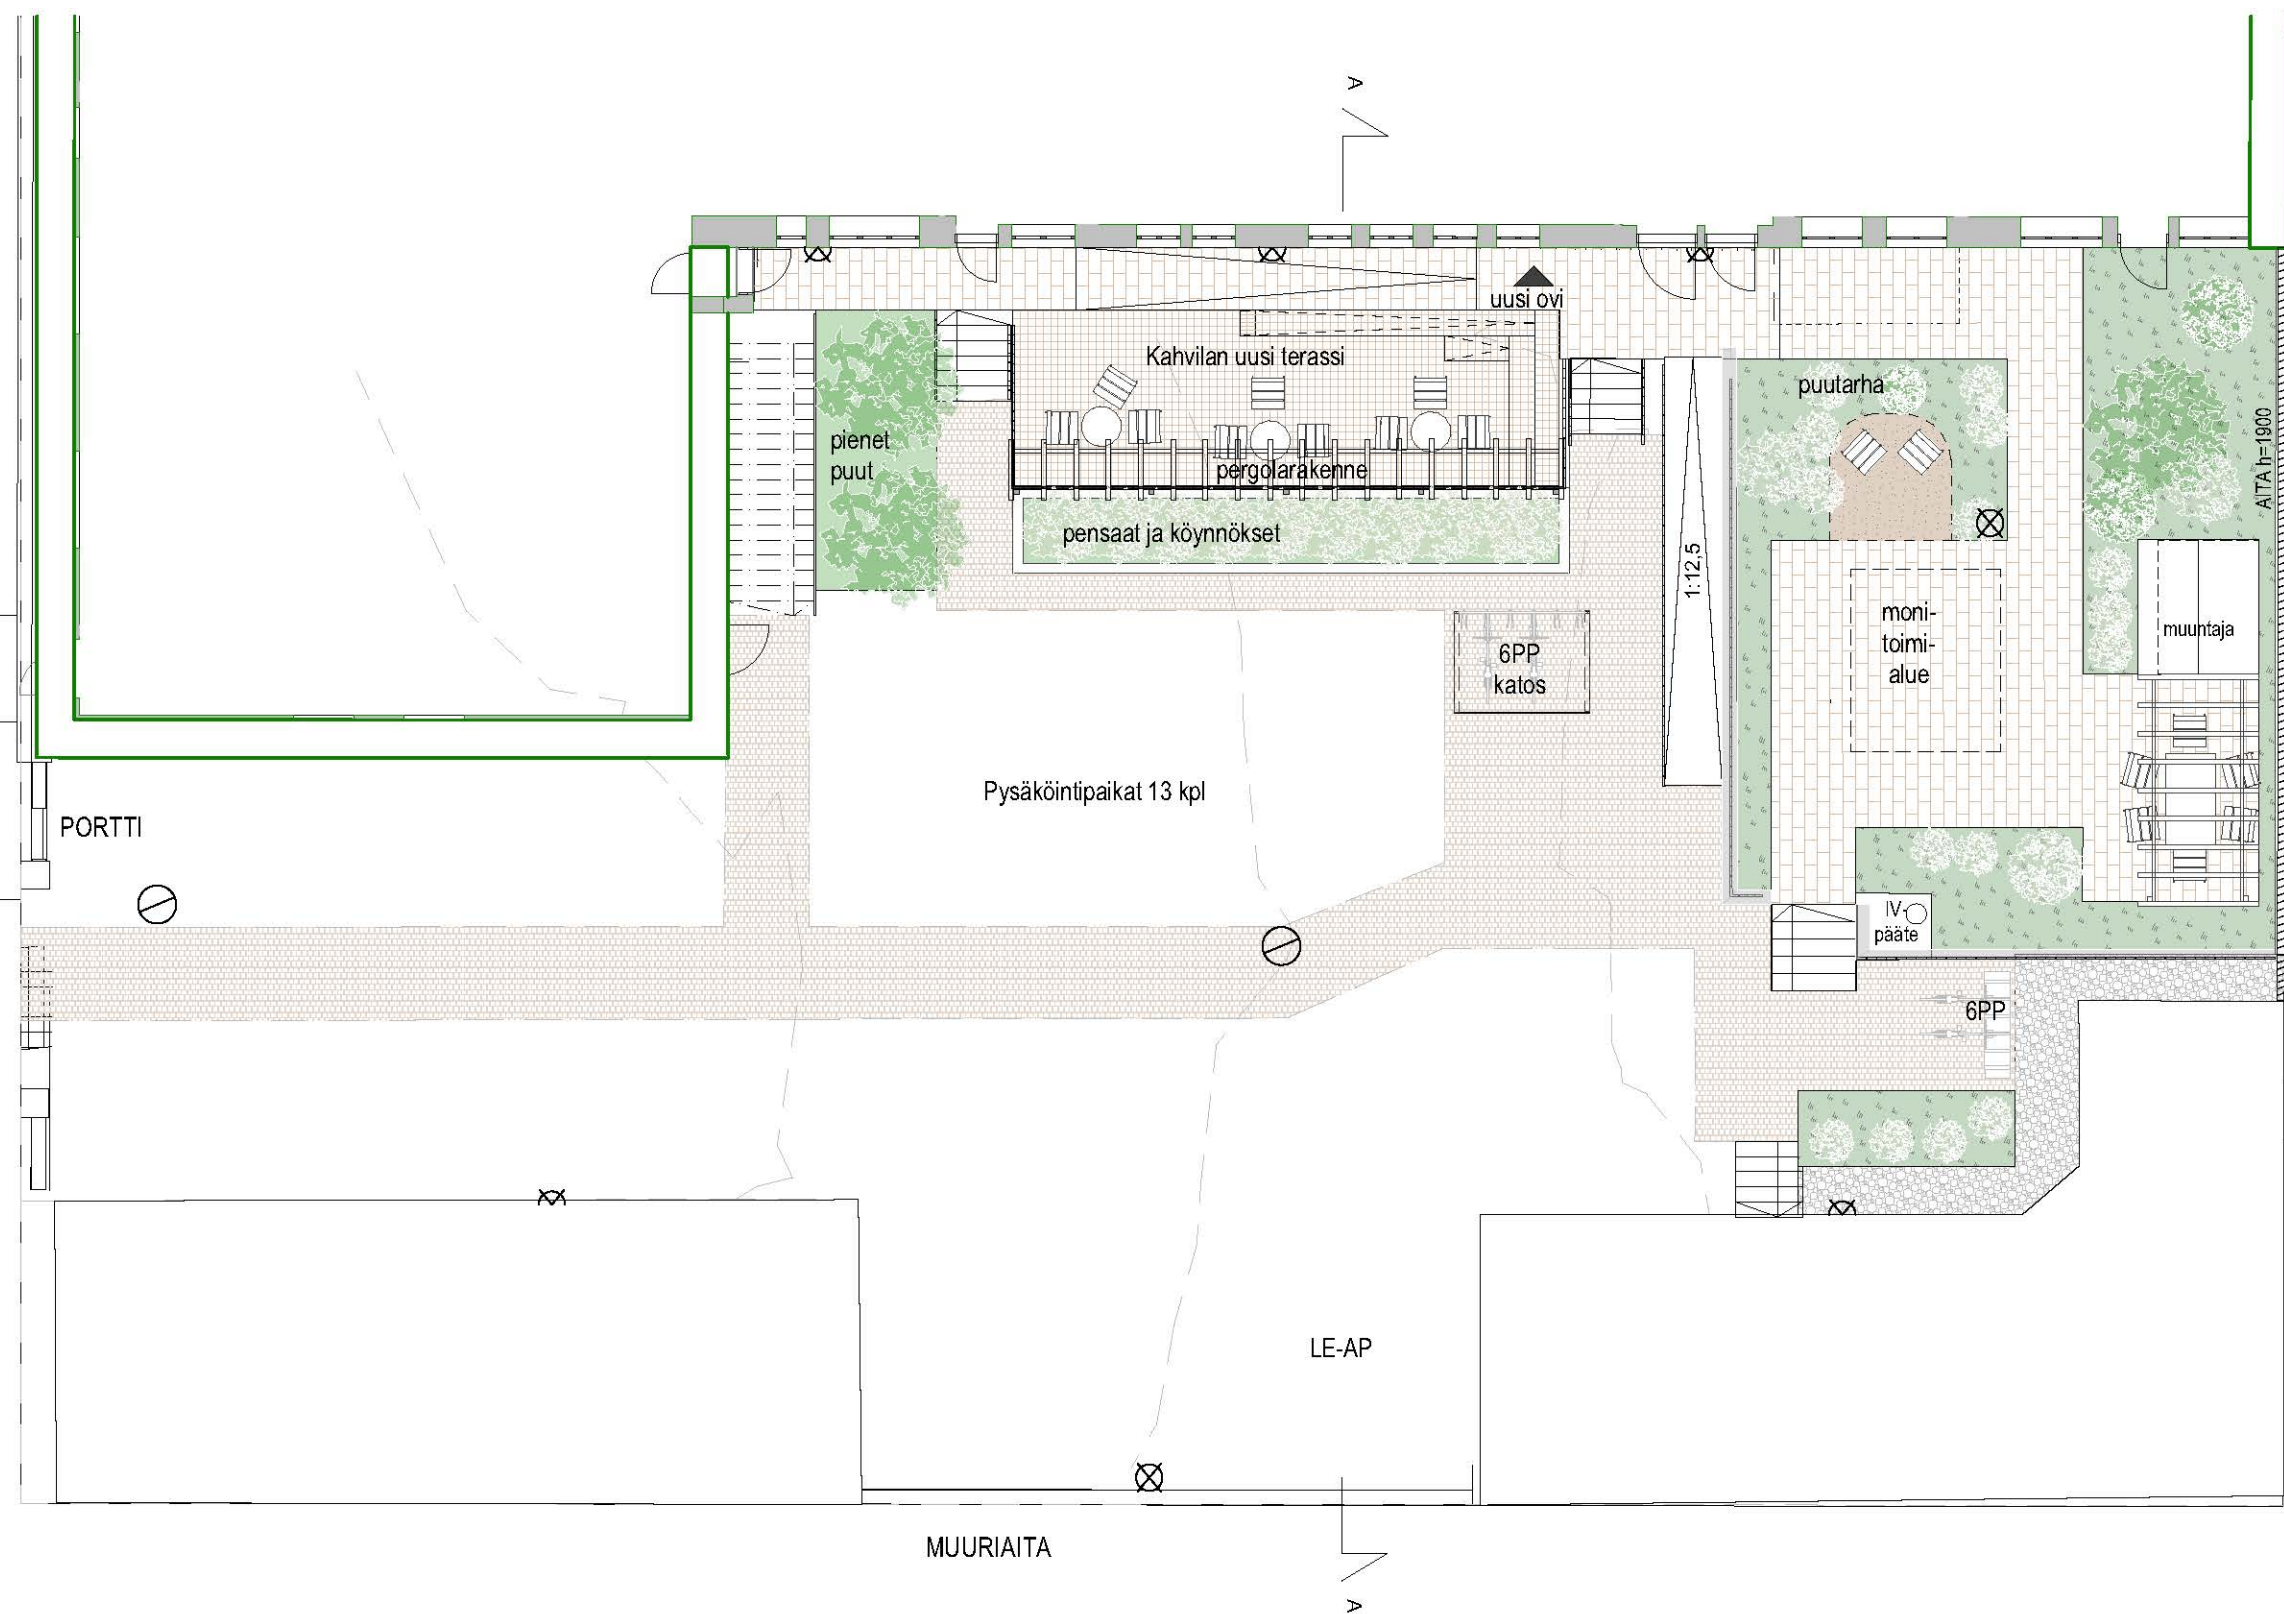 A
uusi ovi
Kahvilan uusi terassi
puutarha
pienet
puut
pergolarakenne
AITA h=1900
pensaat ja köynnökset
1:12,5
moni-
toimi-
alue
muuntaja
6PP
katos
Pysäköintipaikat 13 kpl
PORTTI
IV-
pääte
6PP
LE-AP
MUURIAITA
A